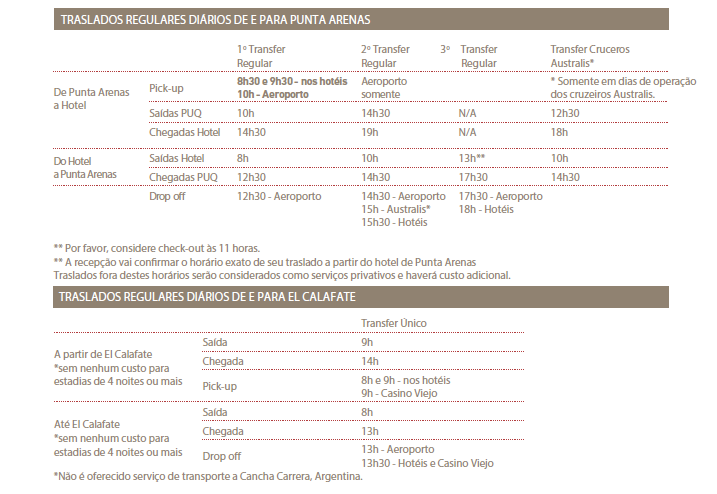 TRASLADOS REGULARES DIÁRIOS DE E PARA PUNTA ARENAS
1º Transfer Regular 2º Transfer Regular 3º Transfer Regular Transfer Cruceros Australis*
De Punta Arenas a Hotel
Pick-up 8h30 e 9h30 - nos hotéis 10h - Aeroporto Aeroporto somente * Somente em dias de operação dos cruzeiros Australis.
Saídas PUQ 10h 14h30 N/A 12h30
Chegadas Hotel 14h30 19h N/A 18h
Do Hotel a Punta Arenas
Saídas Hotel 8h 10h 13h** 10h
Chegadas PUQ 12h30 14h30 17h30 14h30
Drop off 12h30 - Aeroporto 14h30 - Aeroporto 17h30 - Aeroporto
15h - Australis* 18h - Hotéis
15h30 - Hotéis
** Por favor, considere check-out às 11 horas.
** A recepção vai confirmar o horário exato de seu traslado a partir do hotel de Punta Arenas
Traslados fora destes horários serão considerados como serviços privativos e haverá custo adicional.
TRASLADOS REGULARES DIÁRIOS DE E PARA EL CALAFATE
Transfer Único
A partir de El Calafate
*sem nenhum custo para
estadias de 4 noites ou mais
Saída 9h
Chegada 14h
Pick-up 8h e 9h - nos hotéis
9h - Casino Viejo
Até El Calafate
*sem nenhum custo para
estadias de 4 noites ou mais
Saída 8h
Chegada 13h
Drop off 13h - Aeroporto
13h30 - Hotéis e Casino Viejo
*Não é oferecido serviço de transporte a Cancha Carrera, Argentina.